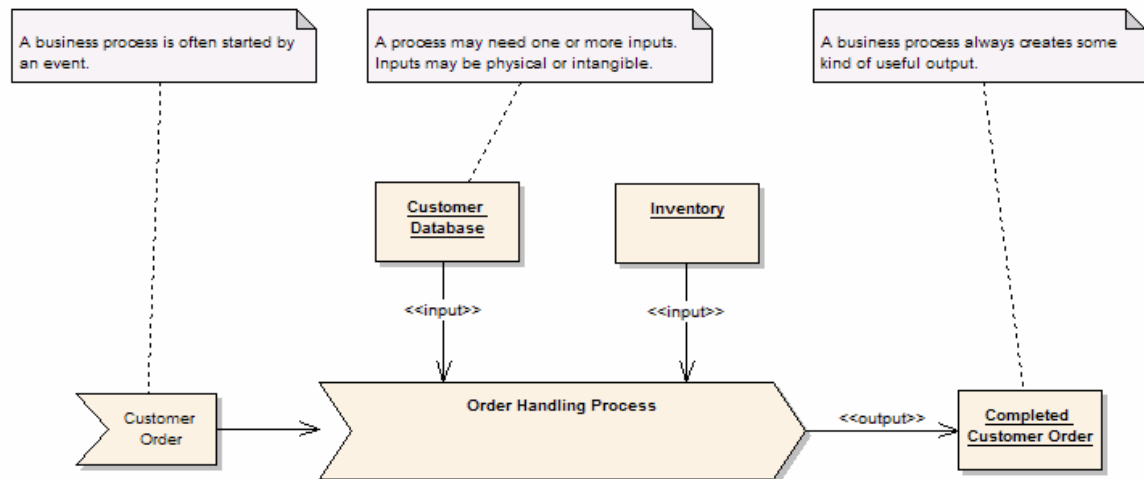 A business process is often started by
an event.
A process may need one or more inputs.
Inputs may be physical or intangible.
A business process always creates some
kind of useful output.
Customer
Database
Inventory
<<input>>
<<input>>
Customer
Order
Order Handling Process
<<output>>
Completed
Customer Order